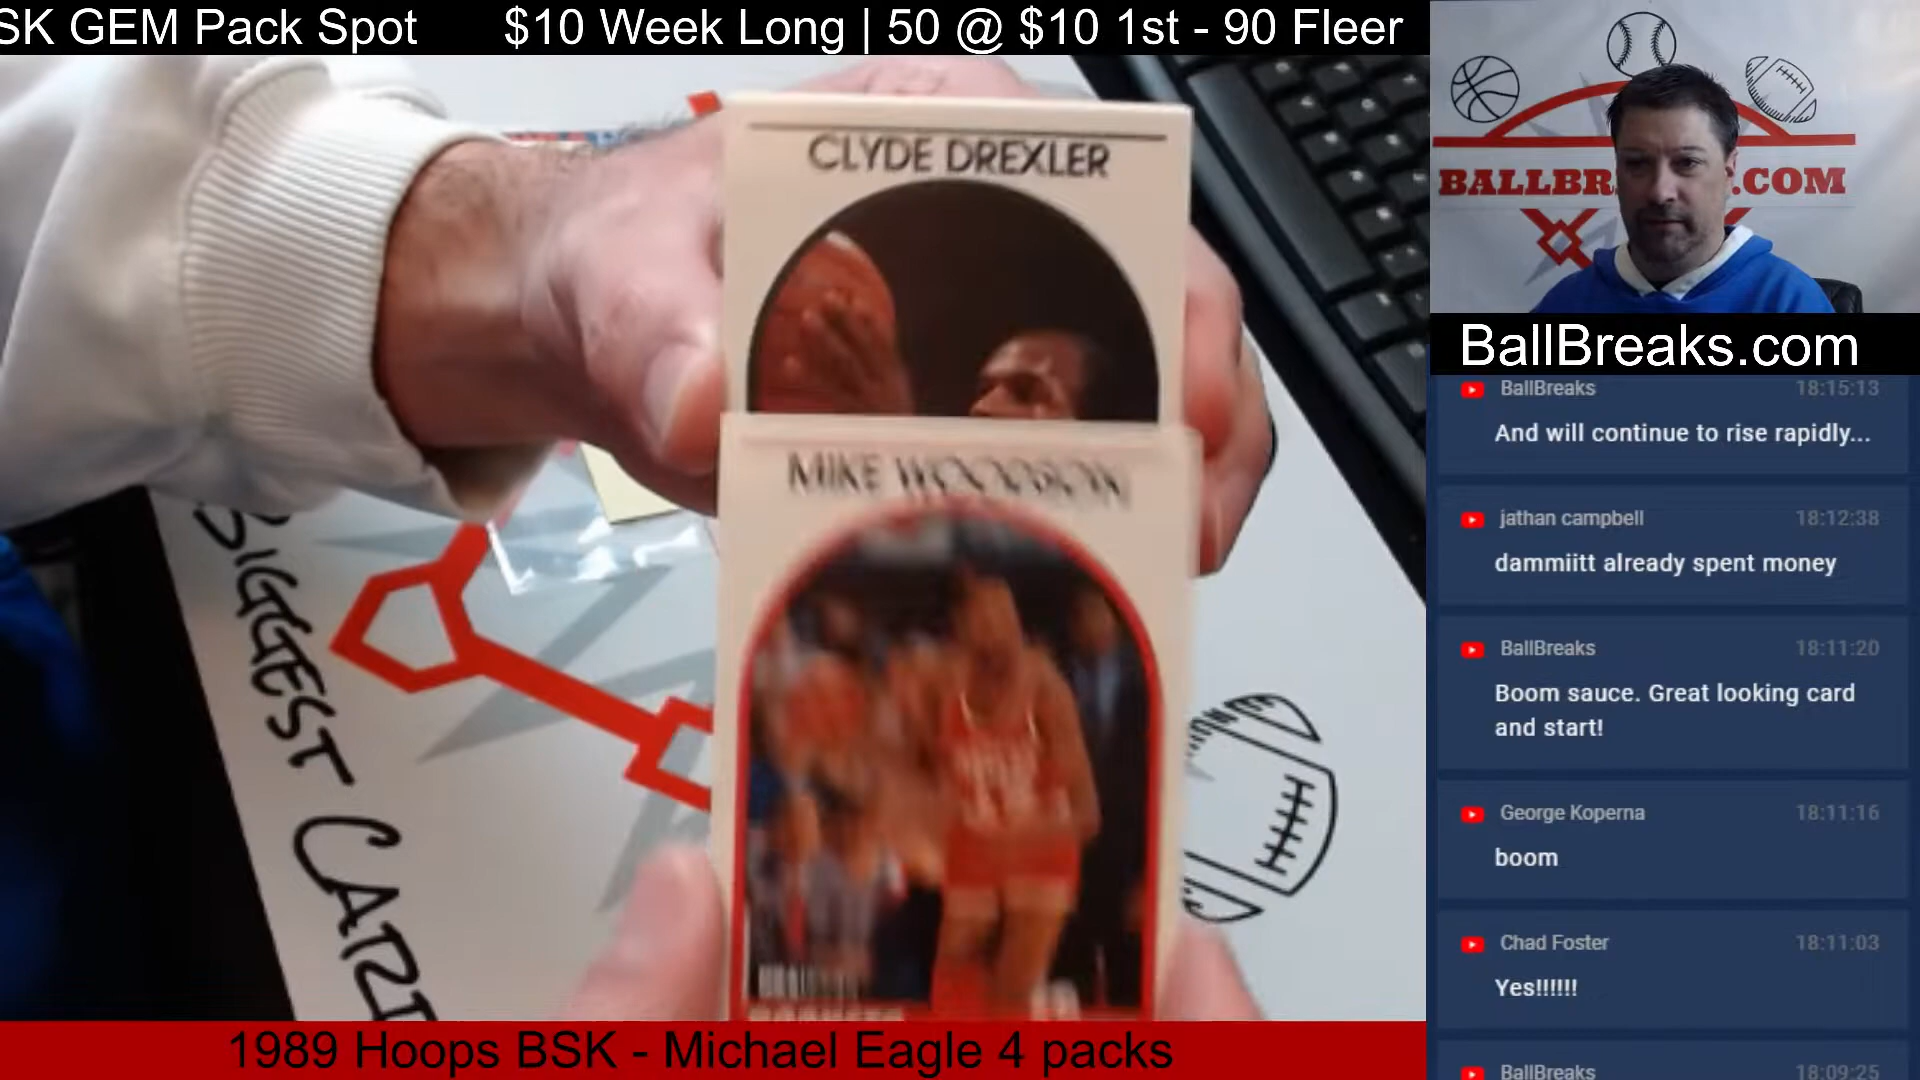 SK GEM Pack Spot $10 Week Long | 50 @ $10 1st - 90 Fleer
CLYDE DREXLER
MIKE WOODSON
BIGGEST CARD
1989 Hoops BSK - Michael Eagle 4 packs
BALLBR .COM
BallBreaks.com
BallBreaks 18:15:13
And will continue to rise rapidly...
jathan campbell 18:12:38
dammiitt already spent money
BallBreaks 18:11:20
Boom sauce. Great looking card
and start!
George Koperna 18:11:16
boom
Chad Foster 18:11:03
Yes!!!!!!
BallBreaks 18:09:25